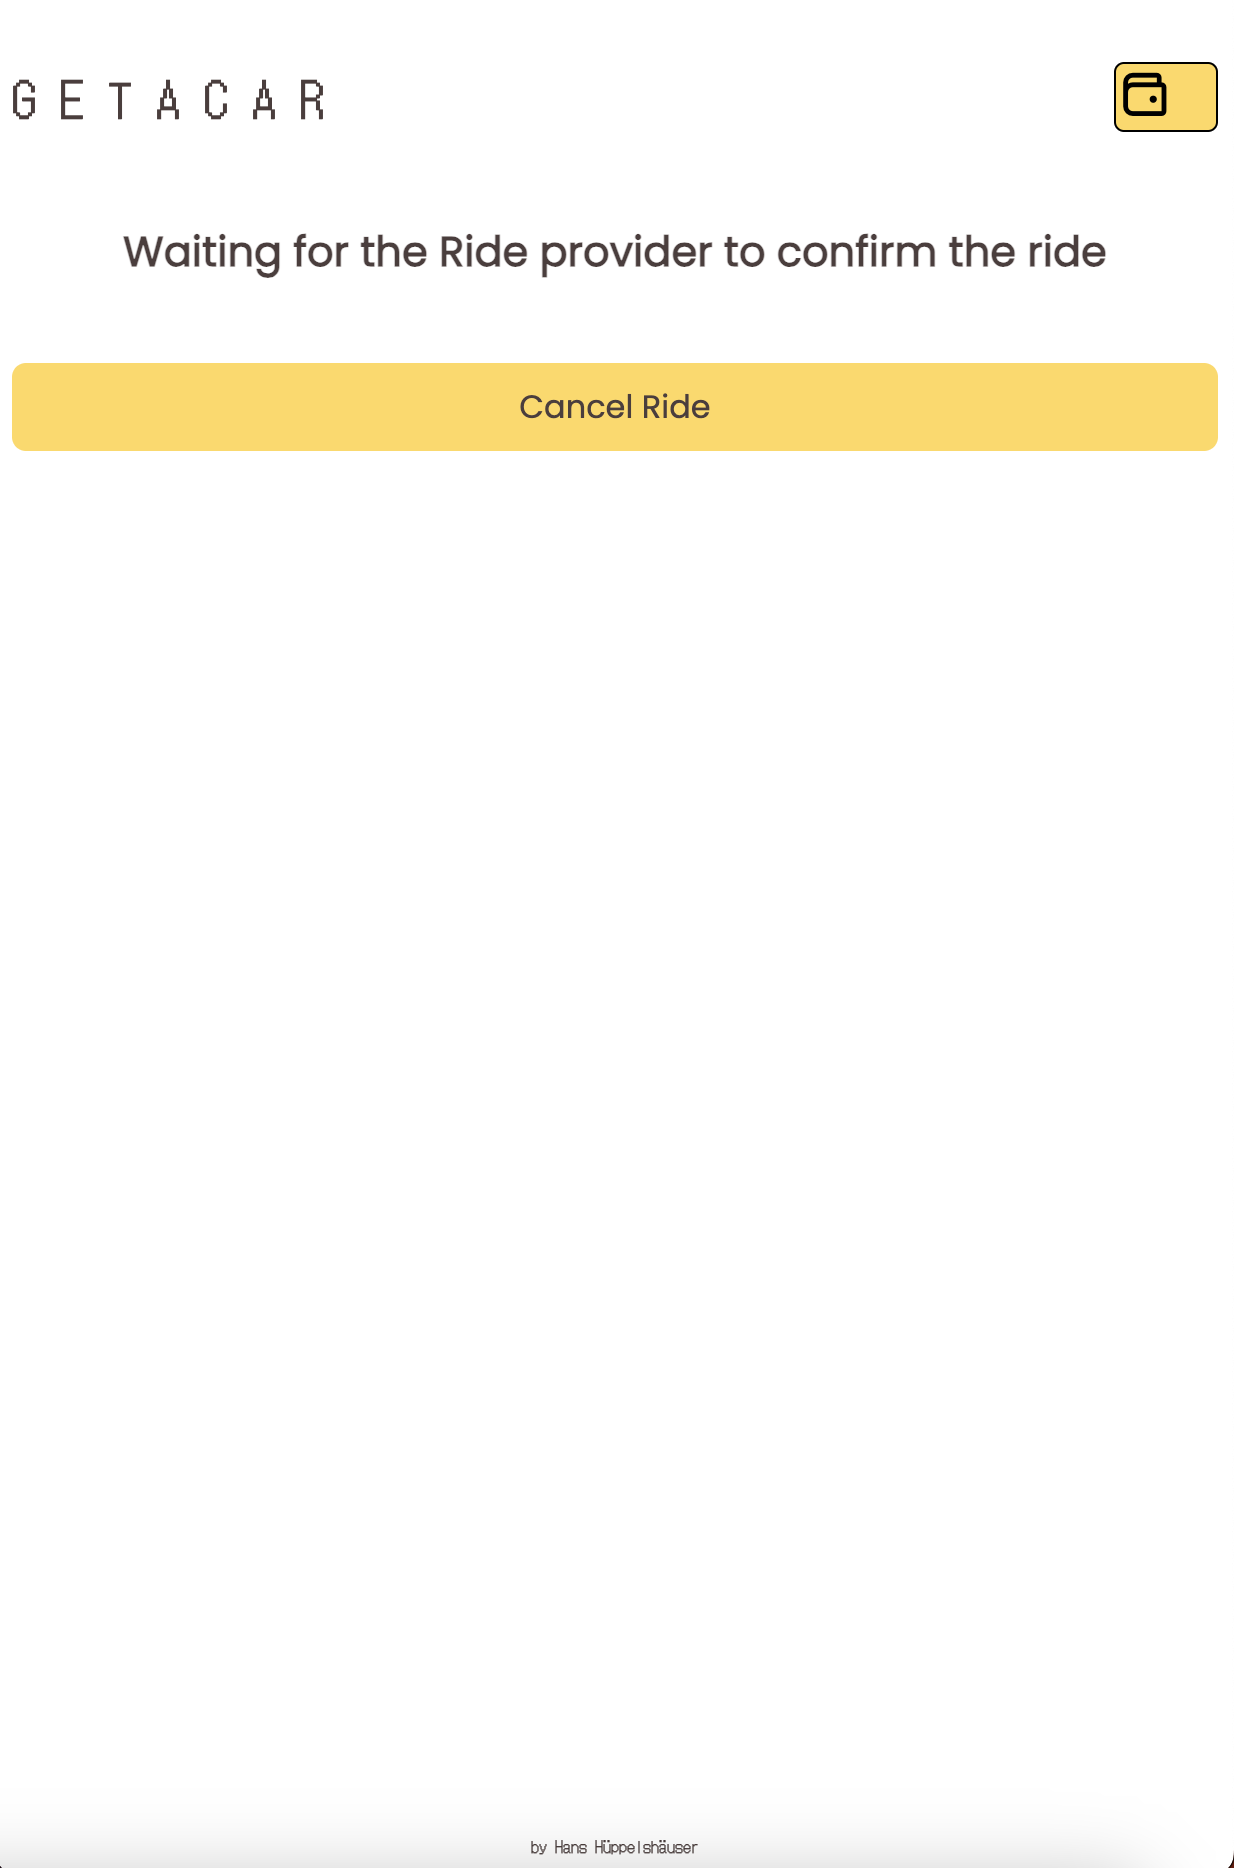 GETACAR
Waiting for the Ride provider to confirm the ride
Cancel Ride
by Hans Hüppelshäuser